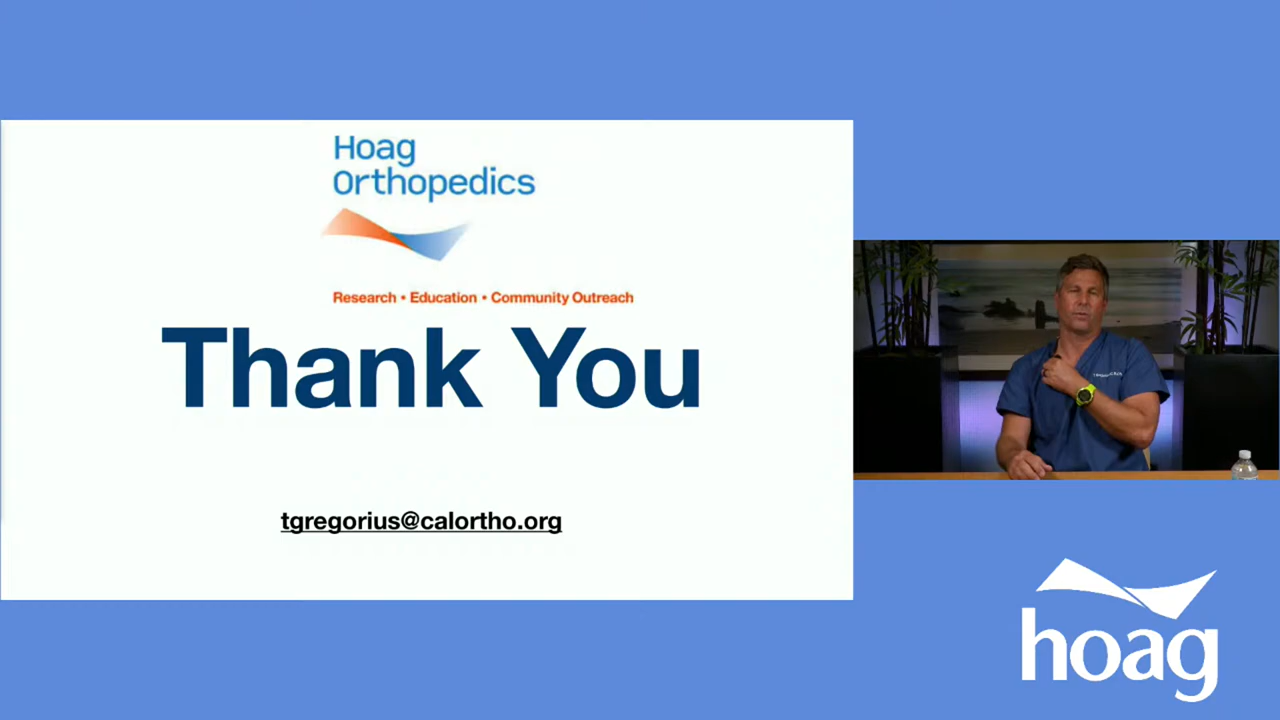 Hoag
Orthopedics
Research • Education • Community Outreach
Thank You
tgregorius@calortho.org
hoag